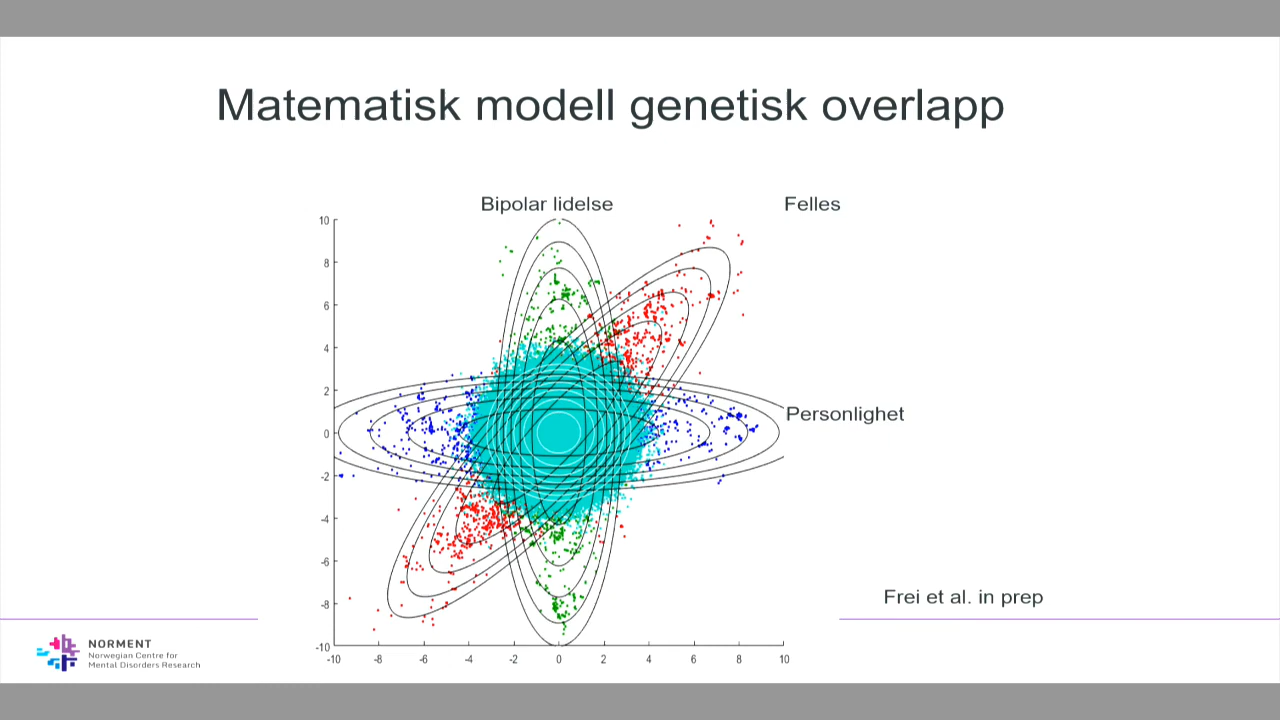 Matematisk modell genetisk overlapp
Bipolar lidelse
Felles
10
8
6
4
2
0
-2
-4
-6
-8
-10
Personlighet
-10 -8 -6 -4 -2 0 2 4 6 8 10
Frei et al. in prep
NORMENT
Norwegian Centre for
Mental Disorders Research